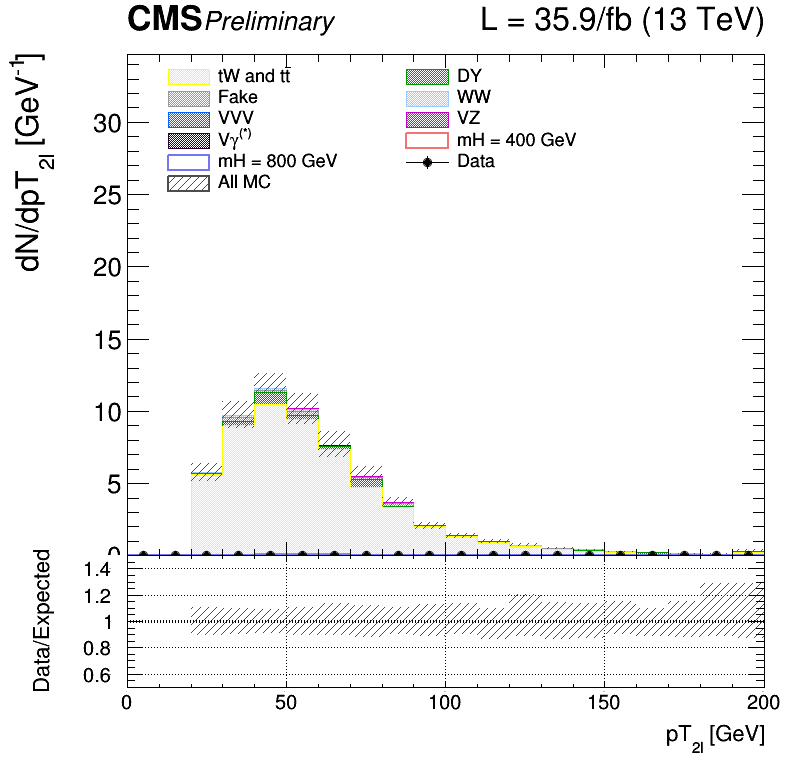 CMS Preliminary L = 35.9/fb (13 TeV)
dN/dpT_2l [GeV^-1]
tW and tt DY
Fake WW
VVV VZ
Vγ(*) mH = 400 GeV
mH = 800 GeV Data
All MC
30
25
20
15
10
5
0
Data/Expected
1.4
1.2
1
0.8
0.6
0 50 100 150 200
pT_2l [GeV]